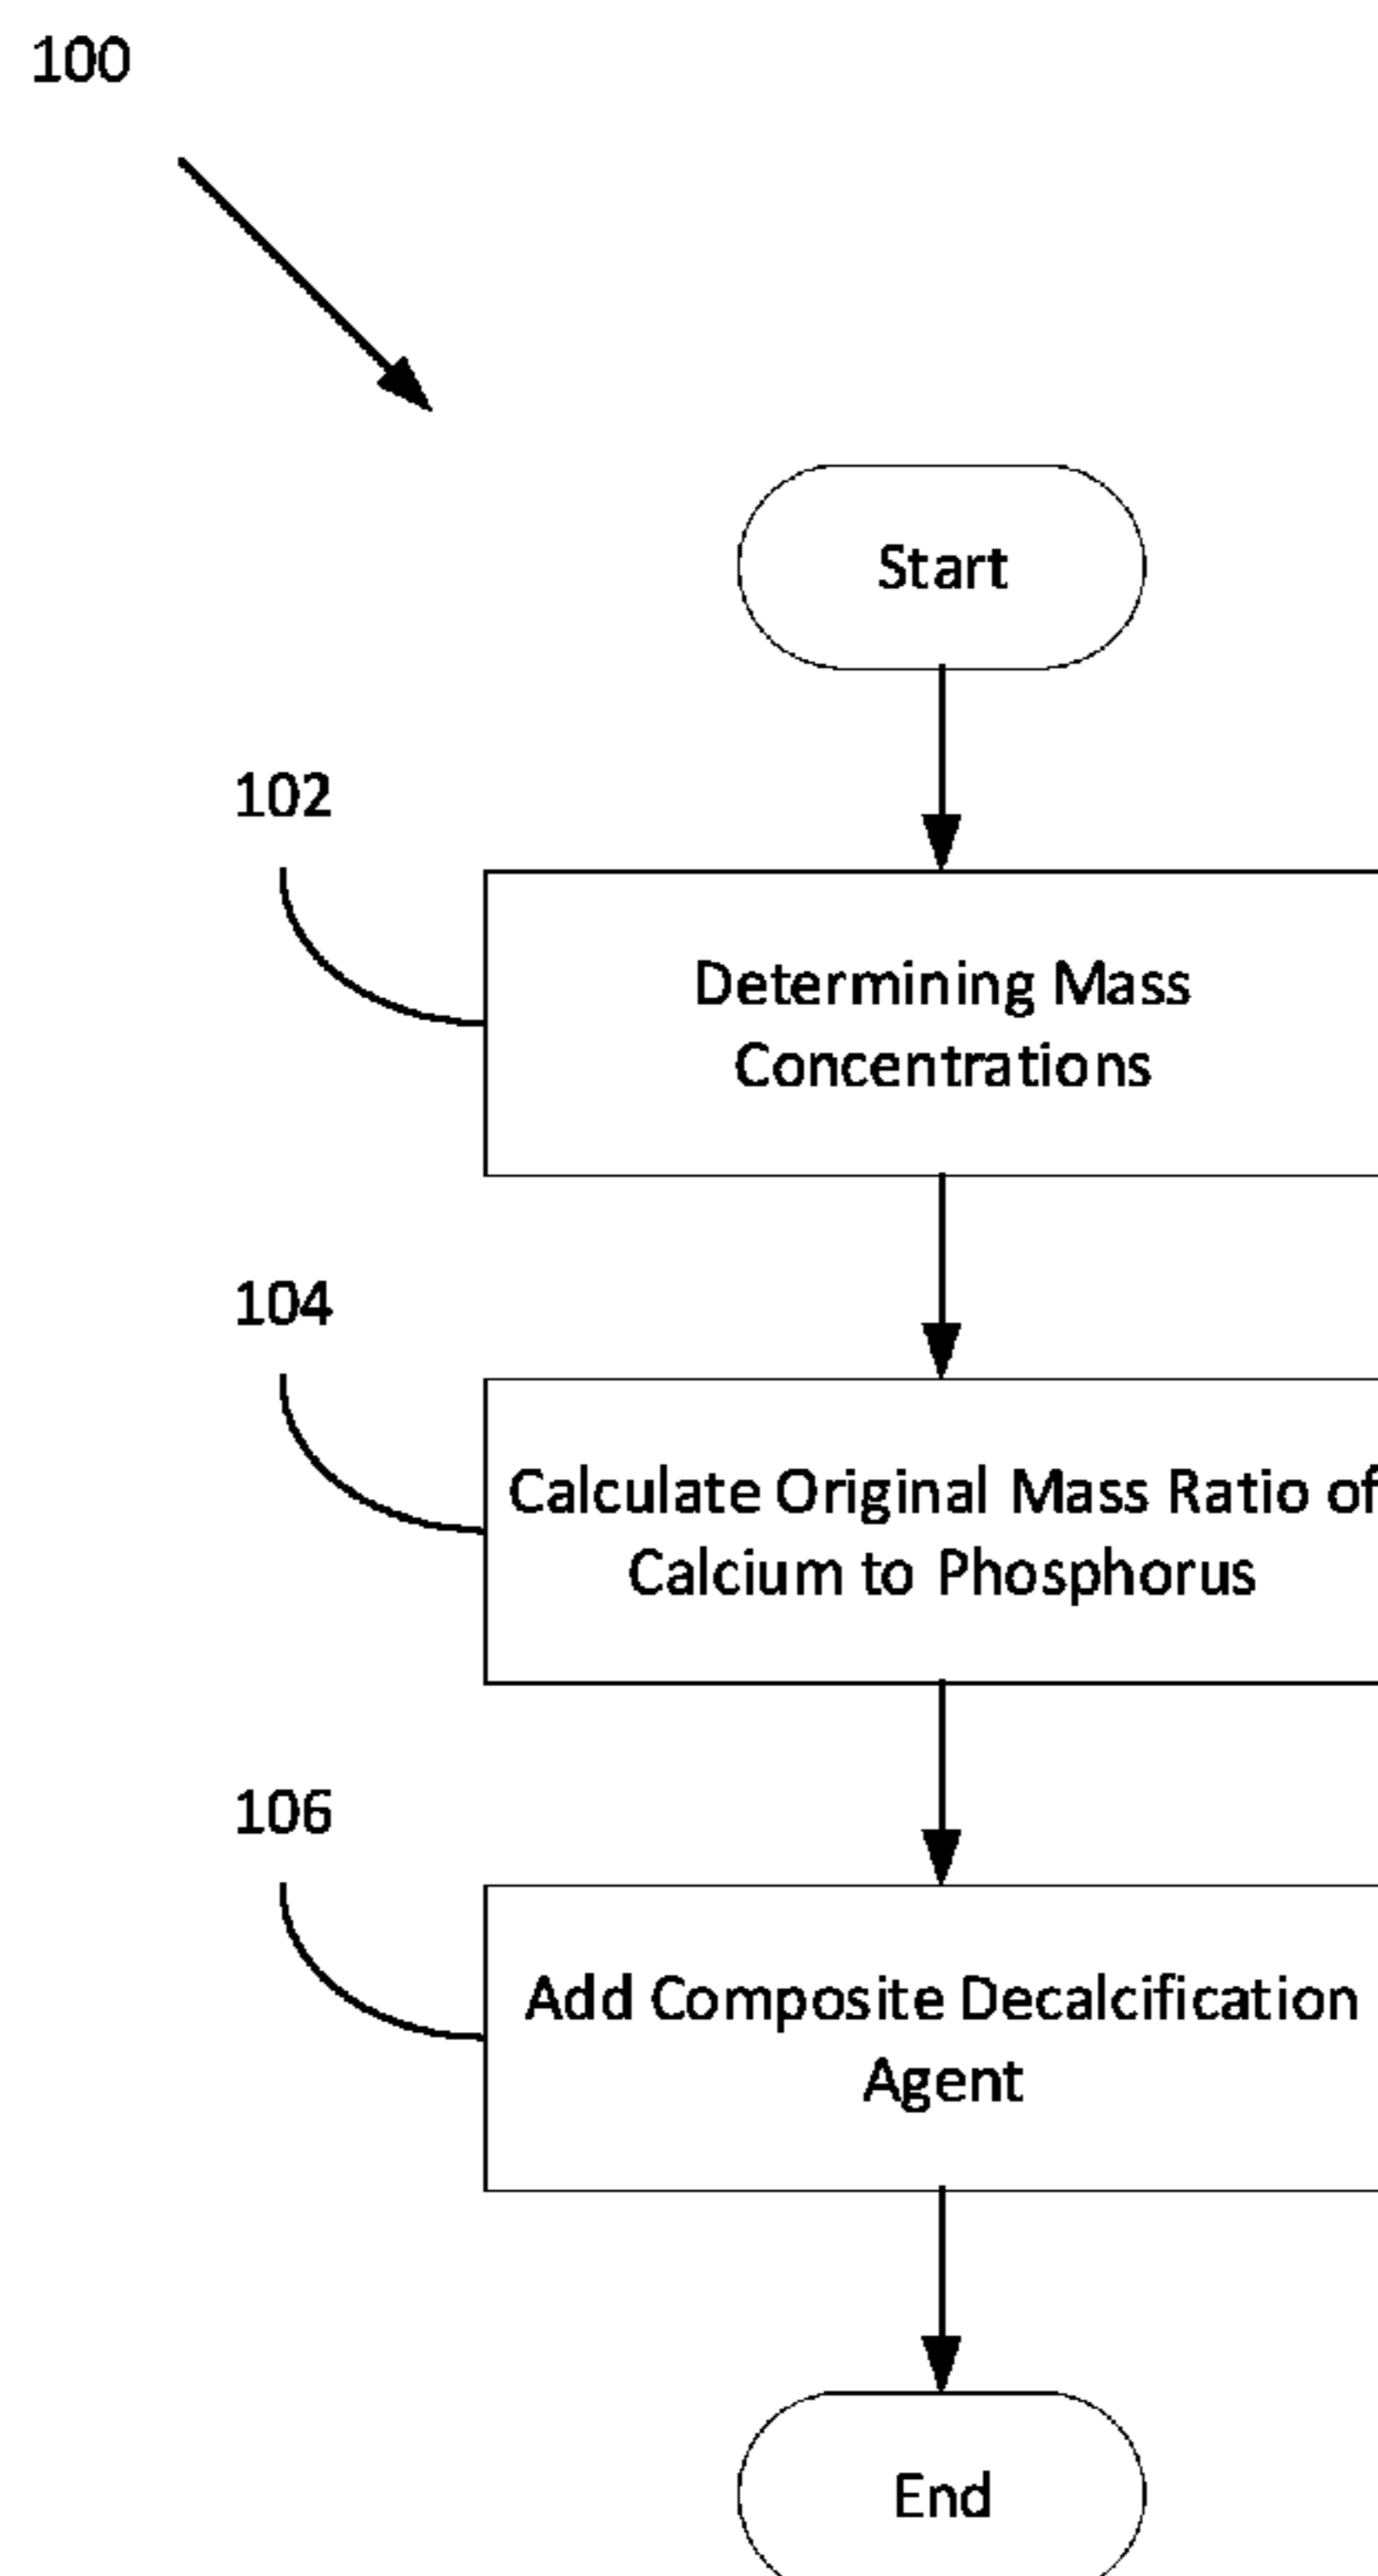 100
Start
102
Determining Mass
Concentrations
104
Calculate Original Mass Ratio of
Calcium to Phosphorus
106
Add Composite Decalcification
Agent
End